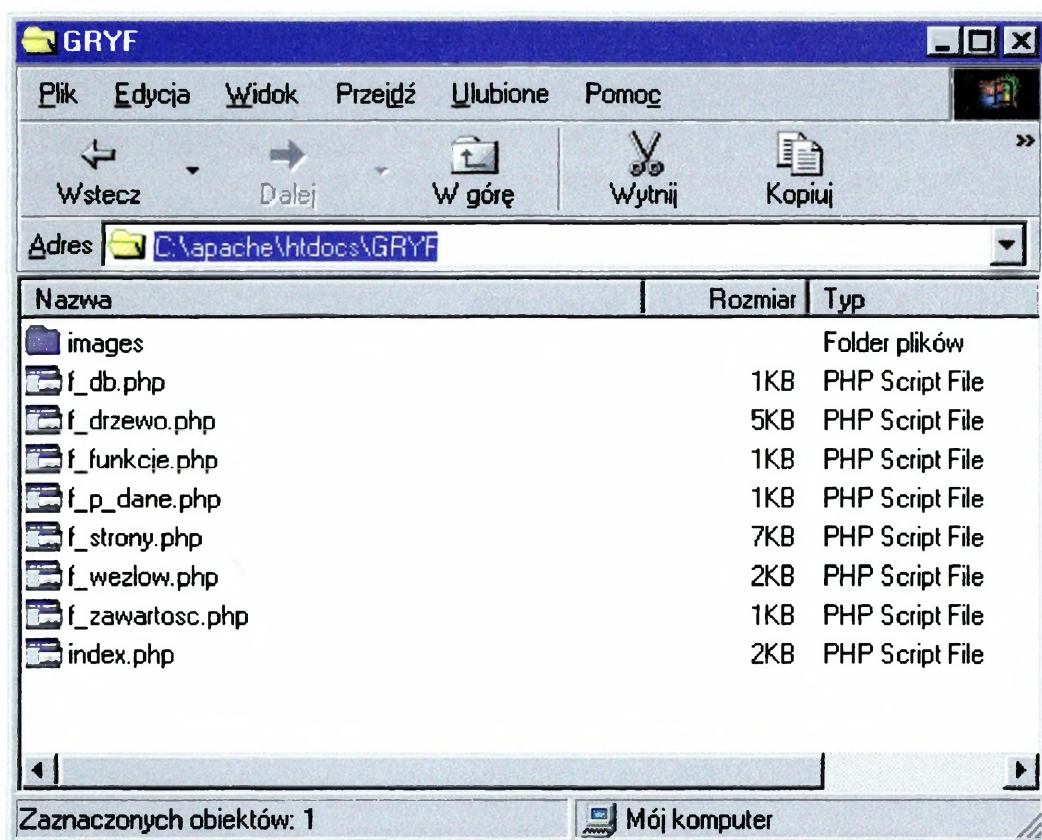 GRYF
Plik Edycja Widok Przejdź Ulubione Pomoc
Wstecz Dalej W górę Wytnij Kopiuj »
Adres C:\apache\htdocs\GRYF
Nazwa Rozmiar Typ
images Folder plików
f_db.php 1KB PHP Script File
f_drzewo.php 5KB PHP Script File
f_funkcje.php 1KB PHP Script File
f_p_dane.php 1KB PHP Script File
f_strony.php 7KB PHP Script File
f_wezlow.php 2KB PHP Script File
f_zawartosc.php 1KB PHP Script File
index.php 2KB PHP Script File
Zaznaczonych obiektów: 1 Mój komputer